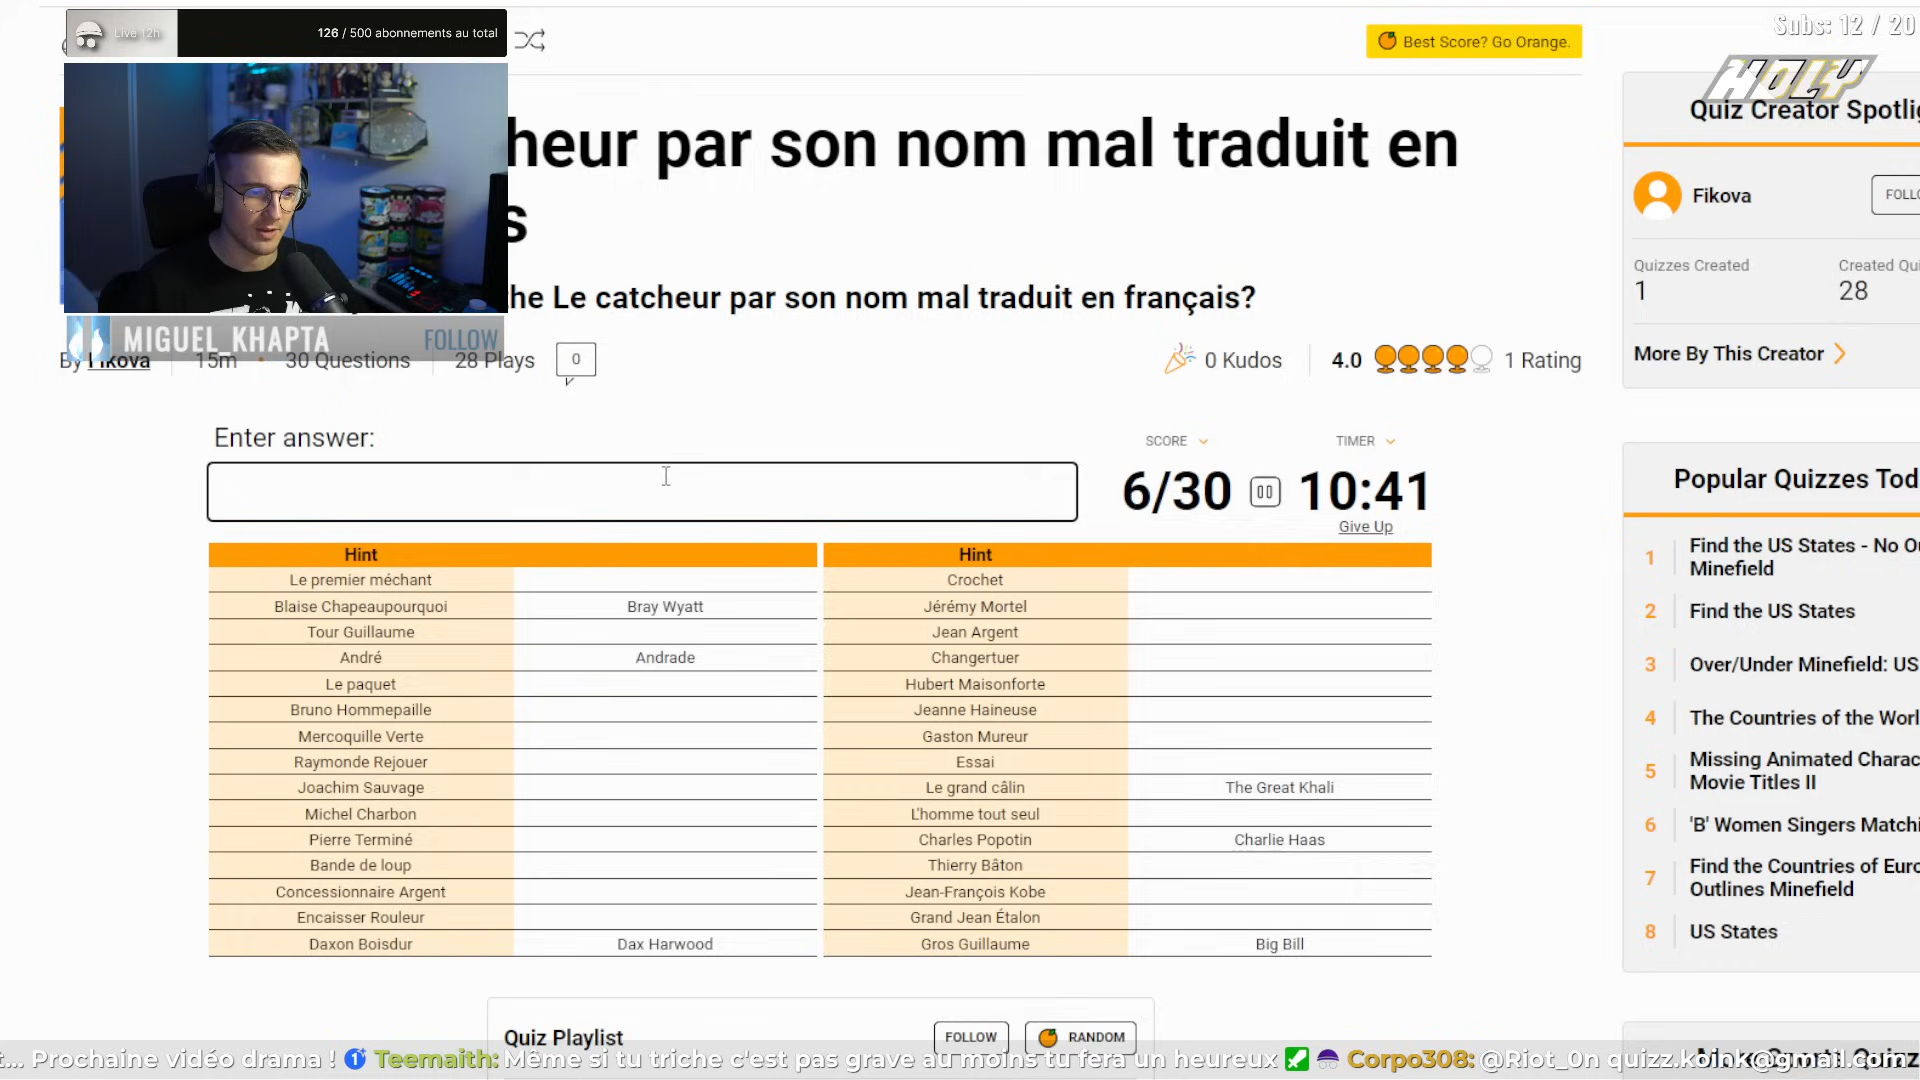 Live 12h
126 / 500 abonnements au total
Best Score? Go Orange.
Subs: 12 / 20
HOLY
heur par son nom mal traduit en
s
he Le catcheur par son nom mal traduit en français?
MIGUEL_KHAPTA FOLLOW
By Fikova 15m • 30 Questions 28 Plays 0
0 Kudos 4.0 1 Rating
Quiz Creator Spotlig
Fikova FOLLO
Quizzes Created Created Qui
1 28
More By This Creator
Enter answer:
SCORE TIMER
6/30 10:41
Give Up
Hint Hint
Le premier méchant
Blaise Chapeaupourquoi Bray Wyatt
Tour Guillaume
André Andrade
Le paquet
Bruno Hommepaille
Mercoquille Verte
Raymonde Rejouer
Joachim Sauvage
Michel Charbon
Pierre Terminé
Bande de loup
Concessionnaire Argent
Encaisser Rouleur
Daxon Boisdur Dax Harwood
Crochet
Jérémy Mortel
Jean Argent
Changertuer
Hubert Maisonforte
Jeanne Haineuse
Gaston Mureur
Essai
Le grand câlin The Great Khali
L'homme tout seul
Charles Popotin Charlie Haas
Thierry Bâton
Jean-François Kobe
Grand Jean Étalon
Gros Guillaume Big Bill
Popular Quizzes Tod
1 Find the US States - No Ou
Minefield
2 Find the US States
3 Over/Under Minefield: US
4 The Countries of the Worl
5 Missing Animated Charac
Movie Titles II
6 'B' Women Singers Matchi
7 Find the Countries of Euro
Outlines Minefield
8 US States
Quiz Playlist FOLLOW RANDOM
t... Prochaine vidéo drama ! Teemaith: Même si tu triche c'est pas grave au moins tu fera un heureux Corpo308: @Riot_0n